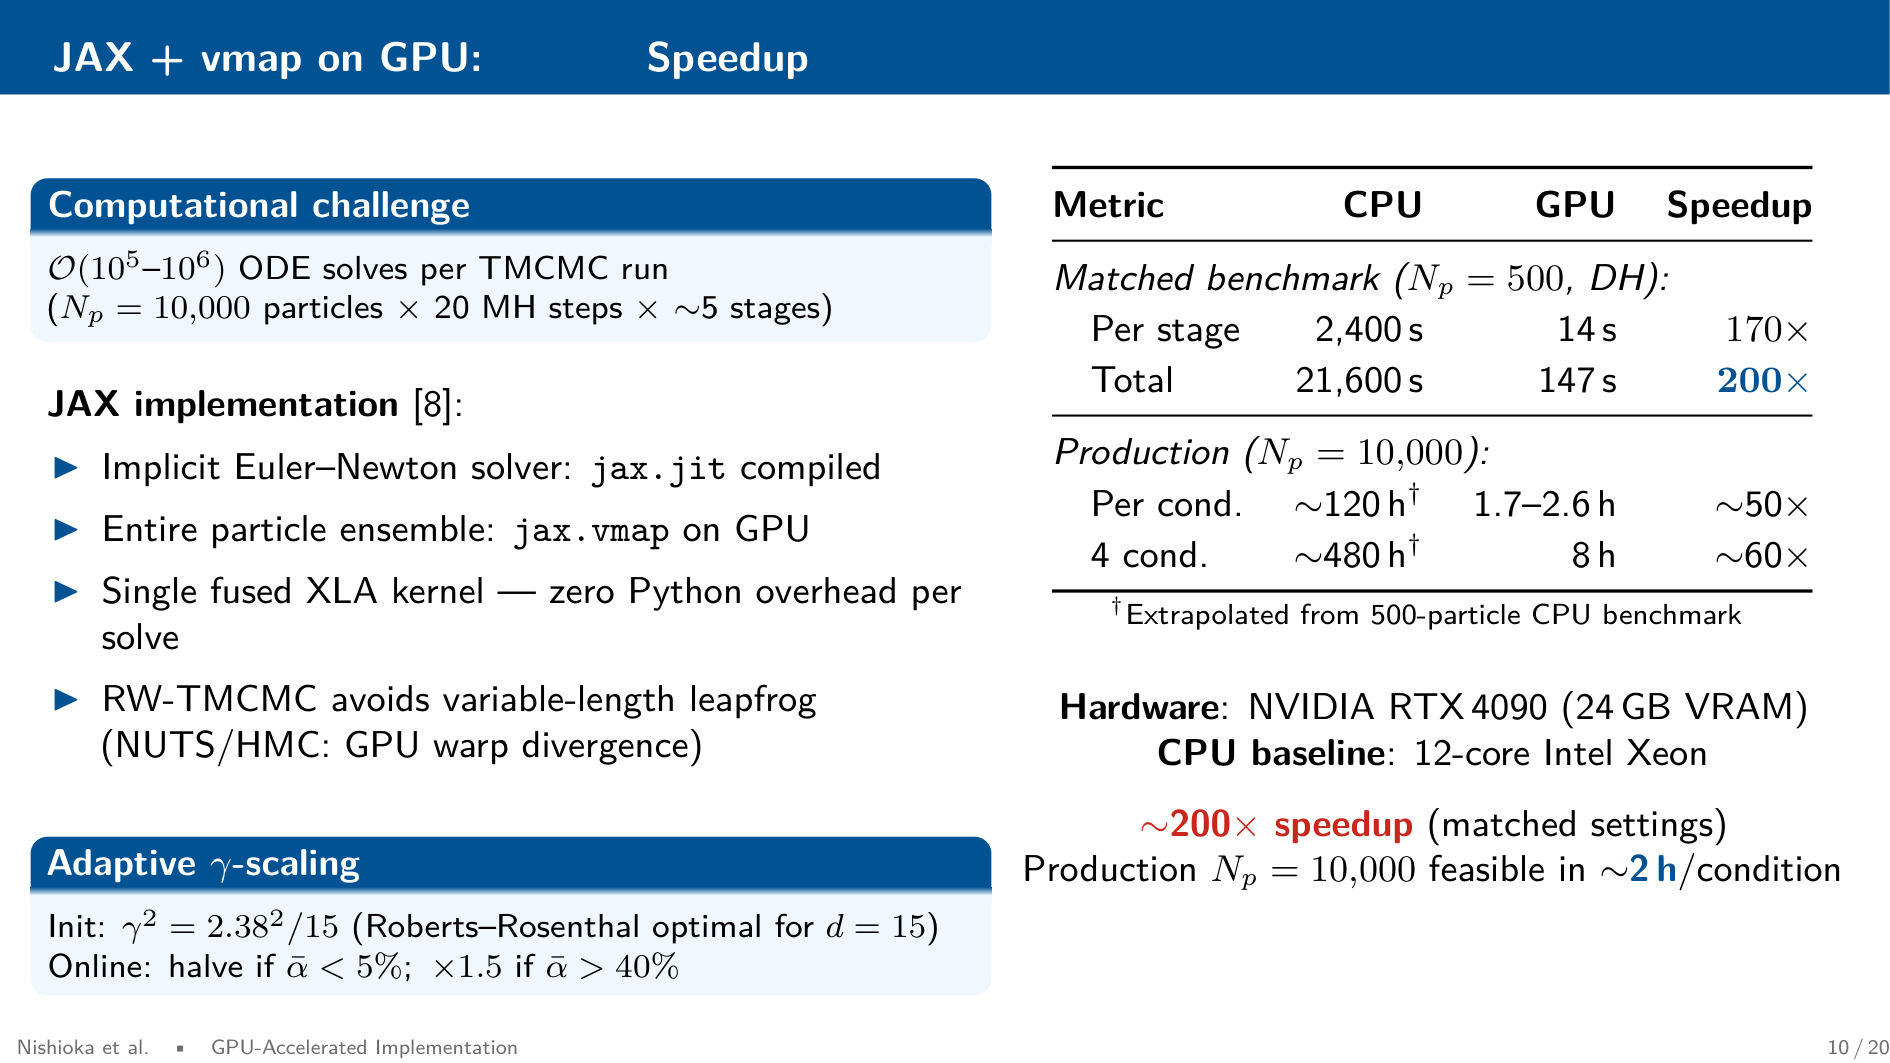 JAX + vmap on GPU: Speedup
Computational challenge
𝒪(10⁵–10⁶) ODE solves per TMCMC run
(Nₚ = 10,000 particles × 20 MH steps × ∼5 stages)
JAX implementation [8]:
▶ Implicit Euler–Newton solver: jax.jit compiled
▶ Entire particle ensemble: jax.vmap on GPU
▶ Single fused XLA kernel — zero Python overhead per
solve
▶ RW-TMCMC avoids variable-length leapfrog
(NUTS/HMC: GPU warp divergence)
Adaptive γ-scaling
Init: γ² = 2.38²/15 (Roberts–Rosenthal optimal for d = 15)
Online: halve if ᾱ < 5%; ×1.5 if ᾱ > 40%
Metric CPU GPU Speedup
Matched benchmark (Nₚ = 500, DH):
Per stage 2,400 s 14 s 170×
Total 21,600 s 147 s 200×
Production (Nₚ = 10,000):
Per cond. ∼120 h† 1.7–2.6 h ∼50×
4 cond. ∼480 h† 8 h ∼60×
†Extrapolated from 500-particle CPU benchmark
Hardware: NVIDIA RTX 4090 (24 GB VRAM)
CPU baseline: 12-core Intel Xeon
∼200× speedup (matched settings)
Production Nₚ = 10,000 feasible in ∼2 h/condition
Nishioka et al. ▪ GPU-Accelerated Implementation
10 / 20